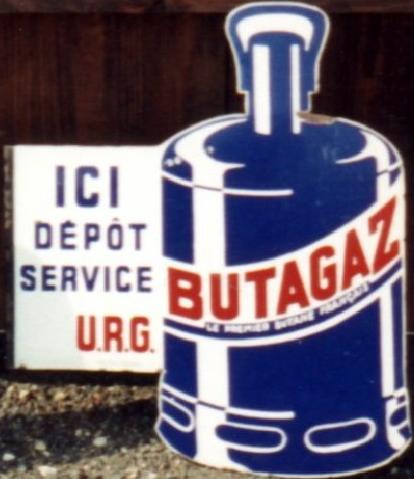 ICI
DÉPÔT
SERVICE
U.R.G.
BUTAGAZ
LE PREMIER BUTANE FRANÇAIS